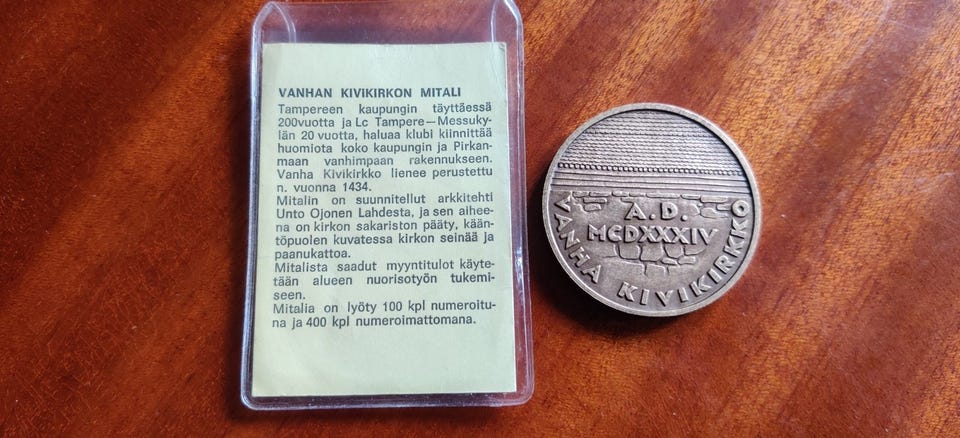 VANHAN KIVIKIRKON MITALI
Tampereen kaupungin täyttäessä
200vuotta ja Lc Tampere—Messuky-
län 20 vuotta, haluaa klubi kiinnittää
huomiota koko kaupungin ja Pirkan-
maan vanhimpaan rakennukseen.
Vanha Kivikirkko lienee perustettu
n. vuonna 1434.
Mitalin on suunnitellut arkkitehti
Unto Ojonen Lahdesta, ja sen aihee-
na on kirkon sakariston pääty, kään-
töpuolen kuvatessa kirkon seinää ja
paanukattoa.
Mitalista saadut myyntitulot käyte-
tään alueen nuorisotyön tukemi-
seen.
Mitalia on lyöty 100 kpl numeroitu-
na ja 400 kpl numeroimattomana.
A.D.
MCDXXXIV
VANHA KIVIKIRKKO